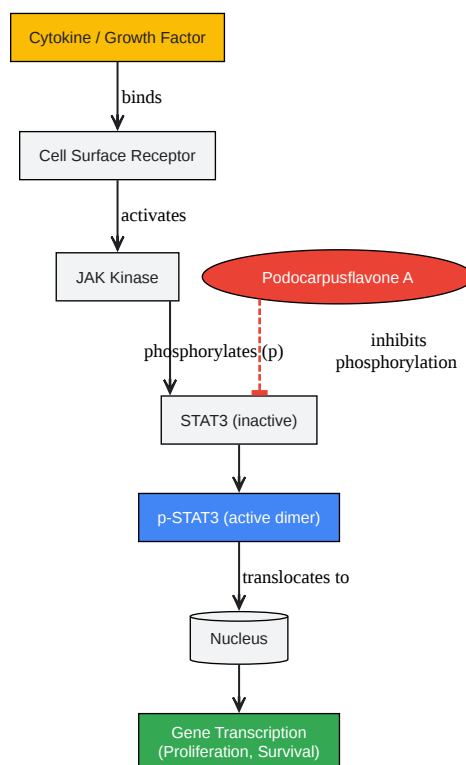 Cytokine / Growth Factor
binds
Cell Surface Receptor
activates
JAK Kinase
Podocarpusflavone A
phosphorylates (p)
inhibits
phosphorylation
STAT3 (inactive)
p-STAT3 (active dimer)
translocates to
Nucleus
Gene Transcription
(Proliferation, Survival)